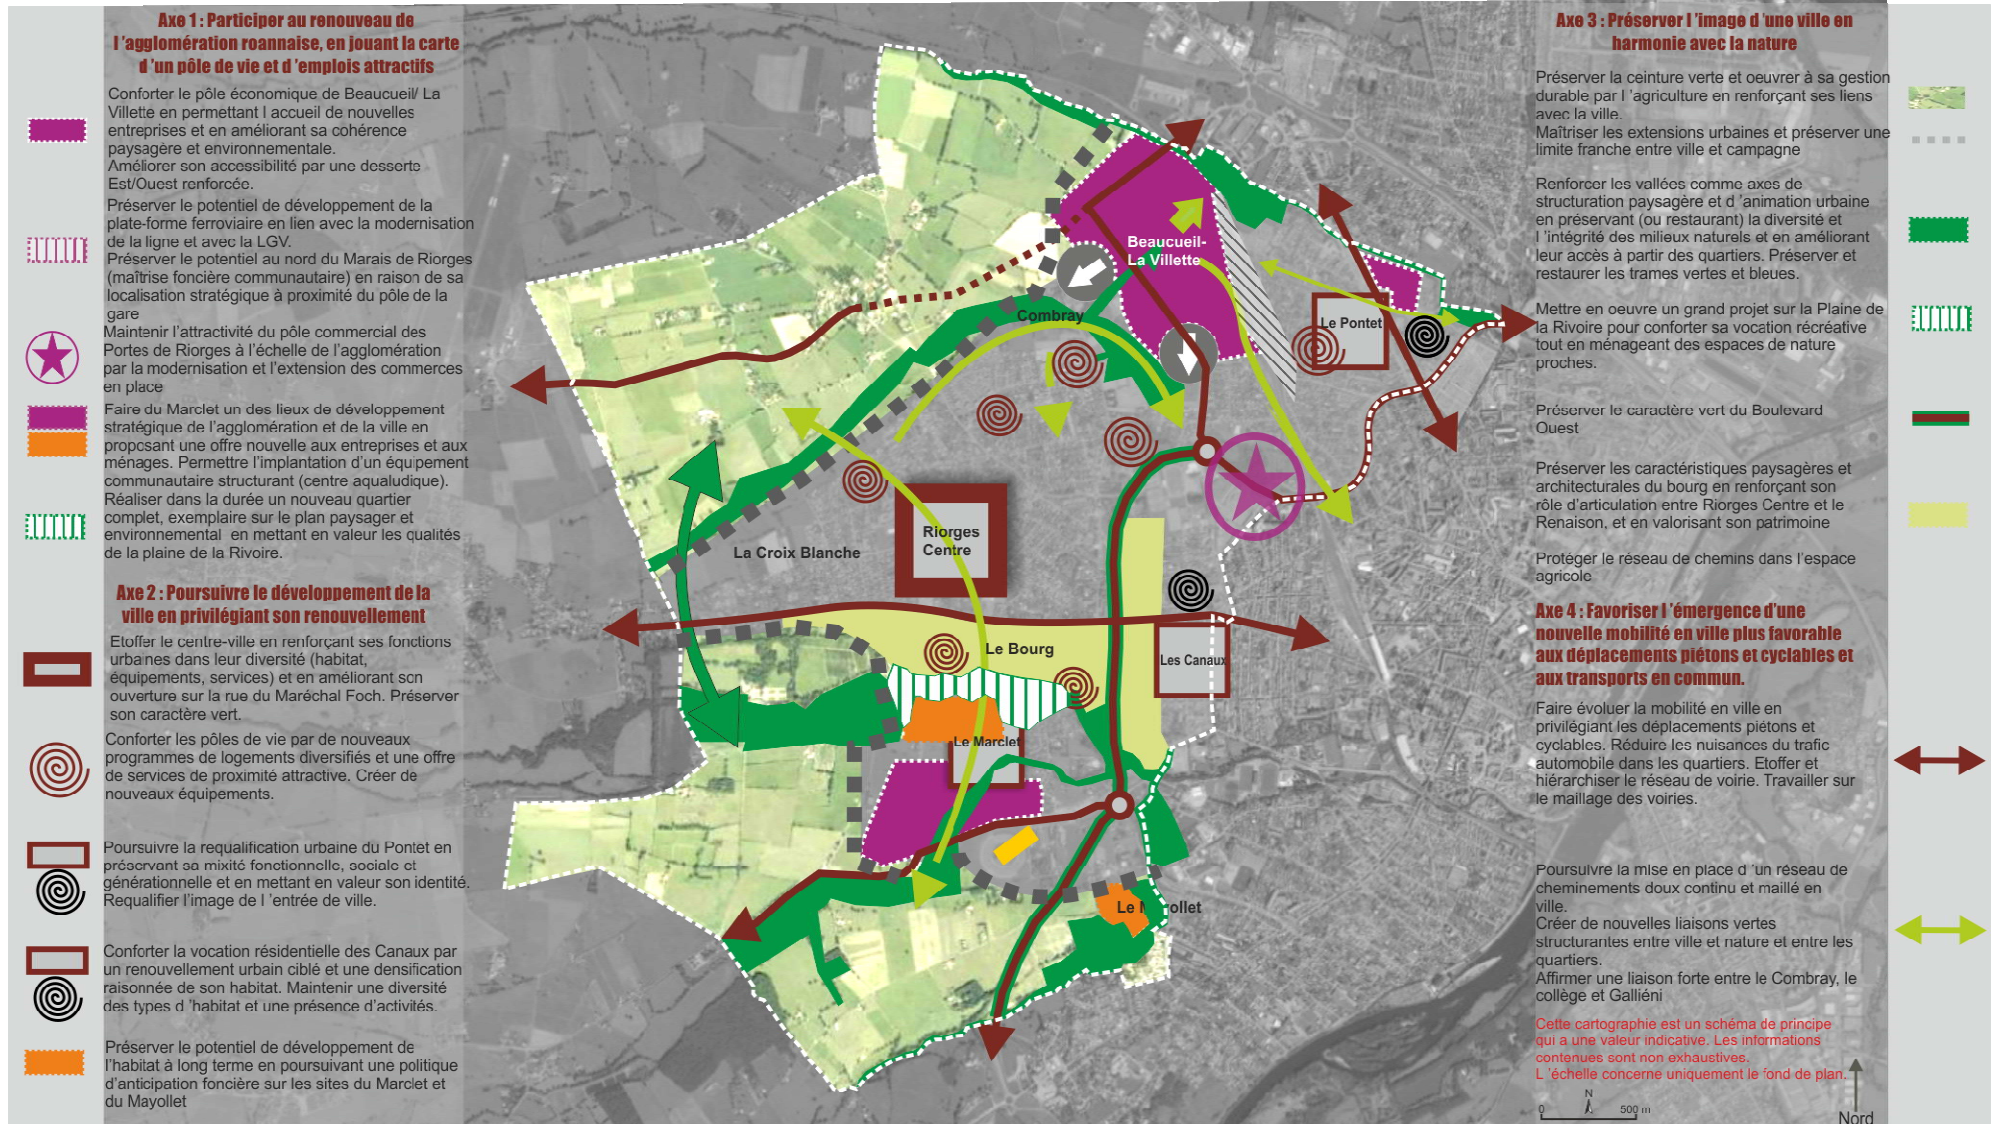 Axe 1 : Participer au renouveau de
l 'agglomération roannaise, en jouant la carte
d 'un pôle de vie et d 'emplois attractifs
Conforter le pôle économique de Beaucueil/ La
Villette en permettant l accueil de nouvelles
entreprises et en améliorant sa cohérence
paysagère et environnementale.
Améliorer son accessibilité par une desserte
Est/Ouest renforcée.
Préserver le potentiel de développement de la
plate-forme ferroviaire en lien avec la modernisation
de la ligne et avec la LGV.
Préserver le potentiel au nord du Marais de Riorges
(maîtrise foncière communautaire) en raison de sa
localisation stratégique à proximité du pôle de la
gare
Maintenir l'attractivité du pôle commercial des
Portes de Riorges à l'échelle de l'agglomération
par la modernisation et l'extension des commerces
en place
Faire du Marclet un des lieux de développement
stratégique de l'agglomération et de la ville en
proposant une offre nouvelle aux entreprises et aux
ménages. Permettre l'implantation d'un équipement
communautaire structurant (centre aqualudique).
Réaliser dans la durée un nouveau quartier
complet, exemplaire sur le plan paysager et
environnemental en mettant en valeur les qualités
de la plaine de la Rivoire.
Axe 2 : Poursuivre le développement de la
ville en privilégiant son renouvellement
Etoffer le centre-ville en renforçant ses fonctions
urbaines dans leur diversité (habitat,
équipements, services) et en améliorant son
ouverture sur la rue du Maréchal Foch. Préserver
son caractère vert.
Conforter les pôles de vie par de nouveaux
programmes de logements diversifiés et une offre
de services de proximité attractive. Créer de
nouveaux équipements.
Poursuivre la requalification urbaine du Pontet en
préservant sa mixité fonctionnelle, sociale et
générationnelle et en mettant en valeur son identité.
Requalifier l'image de l 'entrée de ville.
Conforter la vocation résidentielle des Canaux par
un renouvellement urbain ciblé et une densification
raisonnée de son habitat. Maintenir une diversité
des types d 'habitat et une présence d'activités.
Préserver le potentiel de développement de
l'habitat à long terme en poursuivant une politique
d'anticipation foncière sur les sites du Marclet et
du Mayollet
Beaucueil-
La Villette
Combray
Le Pontet
Riorges
Centre
La Croix Blanche
Le Bourg
Les Canaux
Le Marclet
Le M ollet
Axe 3 : Préserver l 'image d 'une ville en
harmonie avec la nature
Préserver la ceinture verte et oeuvrer à sa gestion
durable par l 'agriculture en renforçant ses liens
avec la ville.
Maîtriser les extensions urbaines et préserver une
limite franche entre ville et campagne
Renforcer les vallées comme axes de
structuration paysagère et d 'animation urbaine
en préservant (ou restaurant) la diversité et
l 'intégrité des milieux naturels et en améliorant
leur accès à partir des quartiers. Préserver et
restaurer les trames vertes et bleues.
Mettre en oeuvre un grand projet sur la Plaine de
la Rivoire pour conforter sa vocation récréative
tout en ménageant des espaces de nature
proches.
Préserver le caractère vert du Boulevard
Ouest
Préserver les caractéristiques paysagères et
architecturales du bourg en renforçant son
rôle d'articulation entre Riorges Centre et le
Renaison, et en valorisant son patrimoine
Protéger le réseau de chemins dans l'espace
agricole
Axe 4 : Favoriser l 'émergence d'une
nouvelle mobilité en ville plus favorable
aux déplacements piétons et cyclables et
aux transports en commun.
Faire évoluer la mobilité en ville en
privilégiant les déplacements piétons et
cyclables. Réduire les nuisances du trafic
automobile dans les quartiers. Etoffer et
hiérarchiser le réseau de voirie. Travailler sur
le maillage des voiries.
Poursuivre la mise en place d 'un réseau de
cheminements doux continu et maillé en
ville.
Créer de nouvelles liaisons vertes
structurantes entre ville et nature et entre les
quartiers.
Affirmer une liaison forte entre le Combray, le
collège et Galliéni
Cette cartographie est un schéma de principe
qui a une valeur indicative. Les informations
contenues sont non exhaustives.
L 'échelle concerne uniquement le fond de plan.
N
0 500 m
Nord